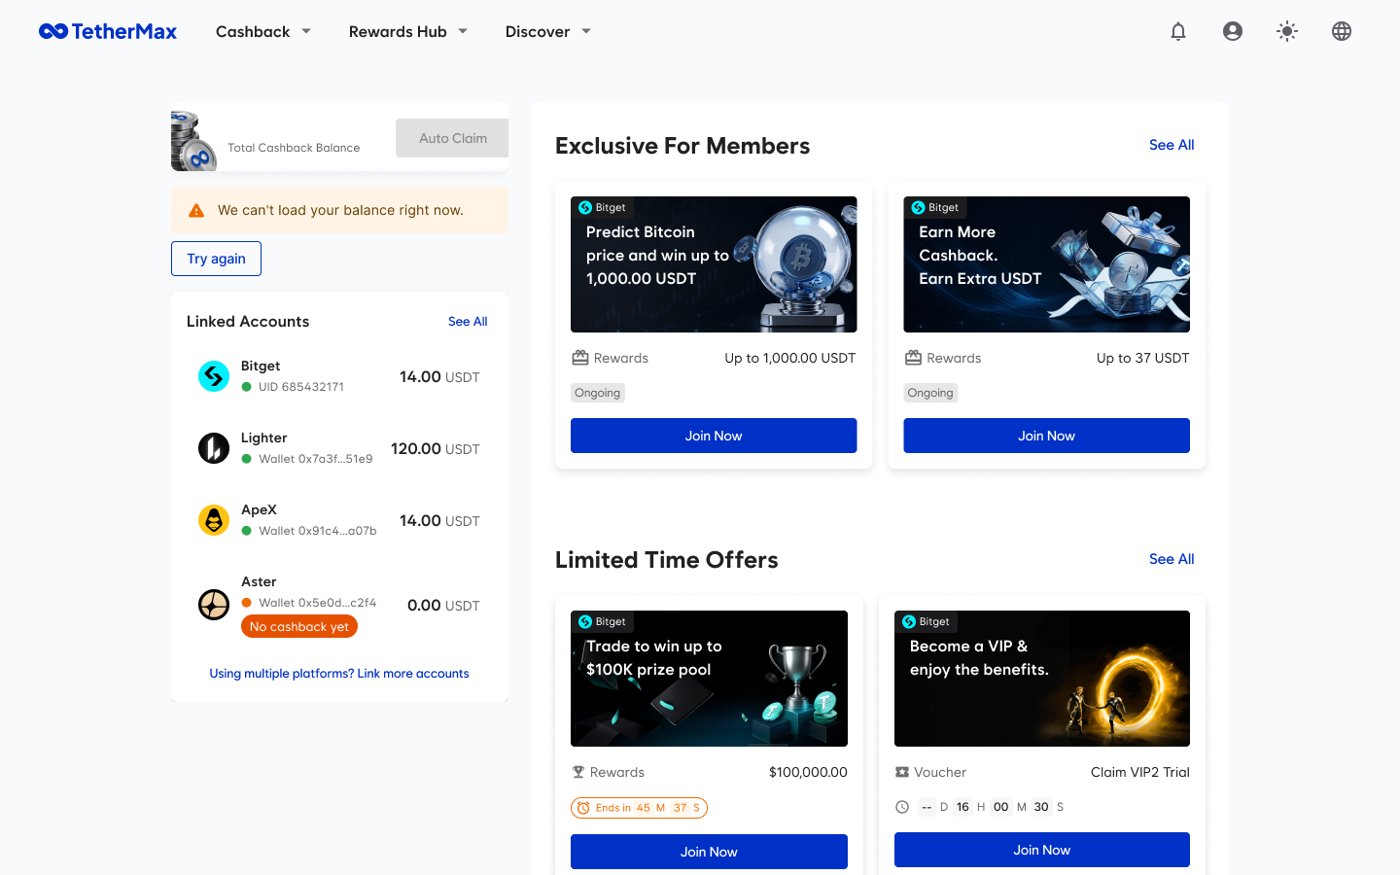 TetherMax
Cashback
Rewards Hub
Discover
Total Cashback Balance
Auto Claim
We can't load your balance right now.
Try again
Linked Accounts
See All
Bitget
UID 685432171
14.00 USDT
Lighter
Wallet 0x7a3f...51e9
120.00 USDT
ApeX
Wallet 0x91c4...a07b
14.00 USDT
Aster
Wallet 0x5e0d...c2f4
No cashback yet
0.00 USDT
Using multiple platforms? Link more accounts
Exclusive For Members
See All
Bitget
Predict Bitcoin
price and win up to
1,000.00 USDT
Rewards
Up to 1,000.00 USDT
Ongoing
Join Now
Bitget
Earn More
Cashback.
Earn Extra USDT
Rewards
Up to 37 USDT
Ongoing
Join Now
Limited Time Offers
See All
Bitget
Trade to win up to
$100K prize pool
Rewards
$100,000.00
Ends in 45 M 37 S
Join Now
Bitget
Become a VIP &
enjoy the benefits.
Voucher
Claim VIP2 Trial
-- D 16 H 00 M 30 S
Join Now